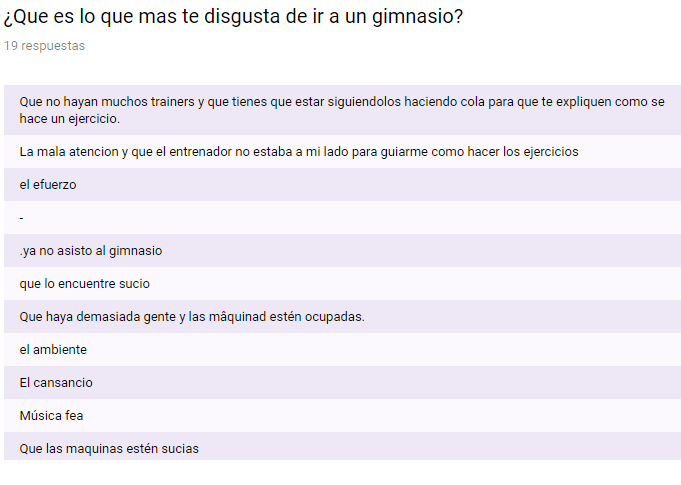 ¿Que es lo que mas te disgusta de ir a un gimnasio?
19 respuestas
Que no hayan muchos trainers y que tienes que estar siguiendolos haciendo cola para que te expliquen como se
hace un ejercicio.
La mala atencion y que el entrenador no estaba a mi lado para guiarme como hacer los ejercicios
el efuerzo
-
.ya no asisto al gimnasio
que lo encuentre sucio
Que haya demasiada gente y las mâquinad estén ocupadas.
el ambiente
El cansancio
Música fea
Que las maquinas estén sucias